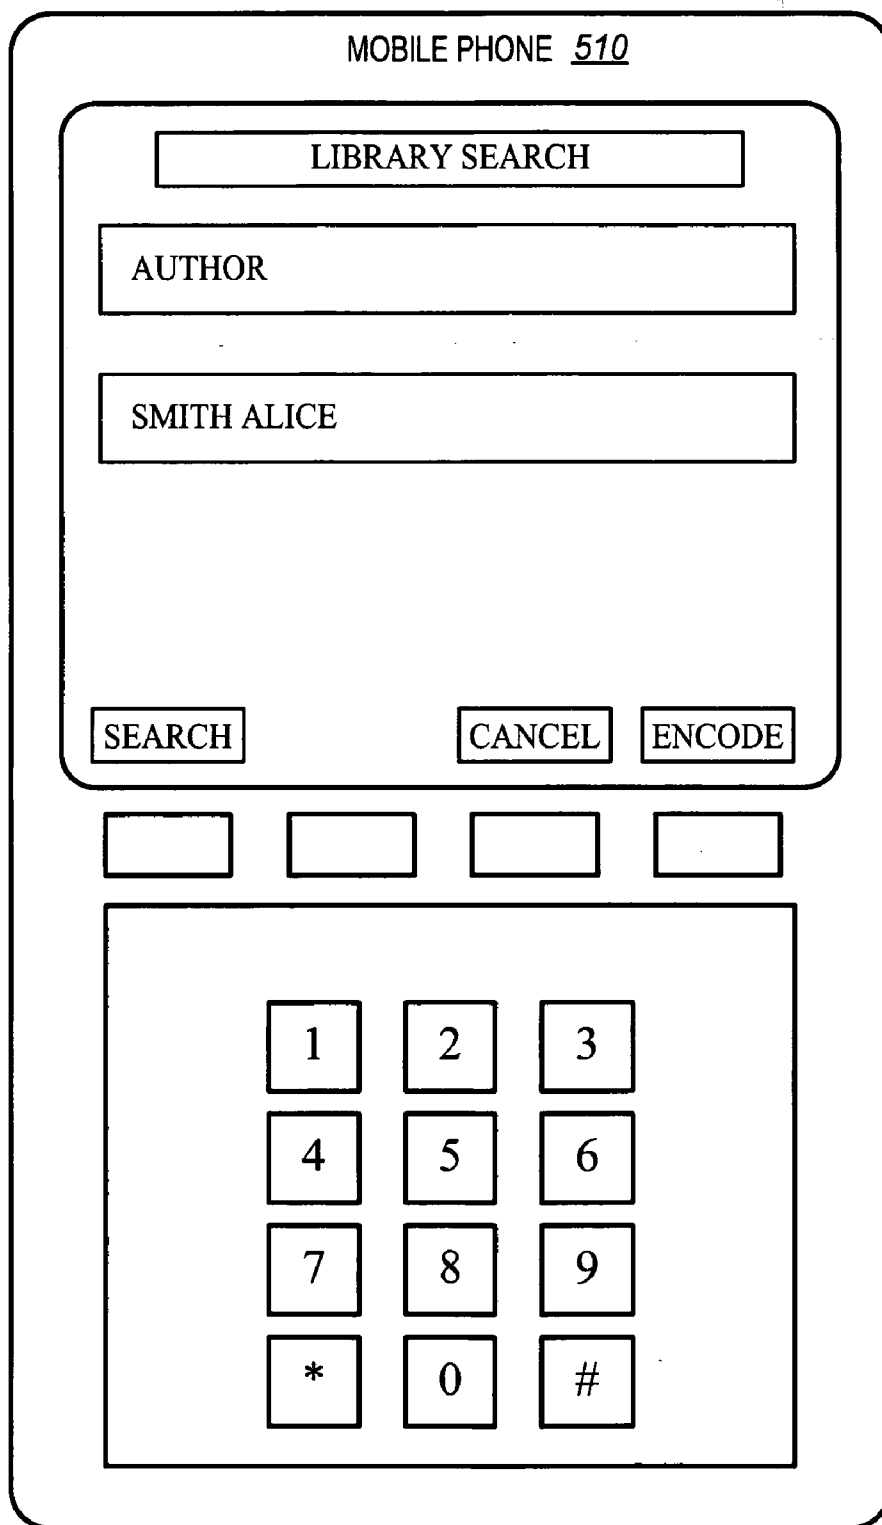 MOBILE PHONE 510
LIBRARY SEARCH
AUTHOR
SMITH ALICE
SEARCH CANCEL ENCODE
1 2 3
4 5 6
7 8 9
* 0 #